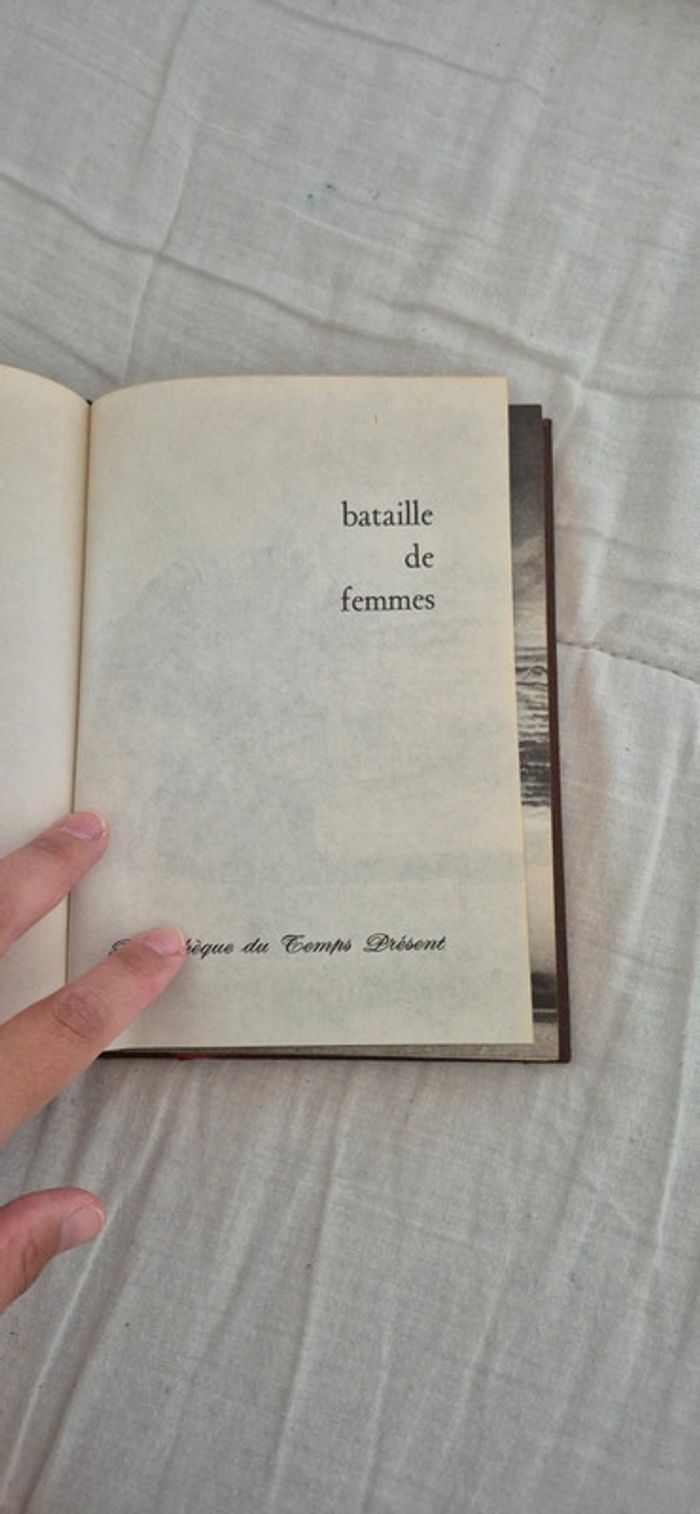 bataille
de
femmes
du Temps Présent